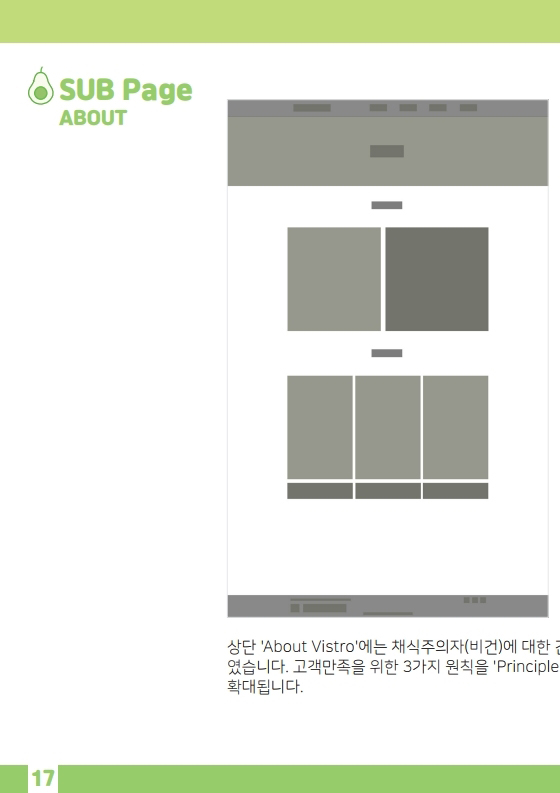 SUB Page
ABOUT
상단 'About Vistro'에는 채식주의자(비건)에 대한
였습니다. 고객만족을 위한 3가지 원칙을 'Principle
확대됩니다.
17